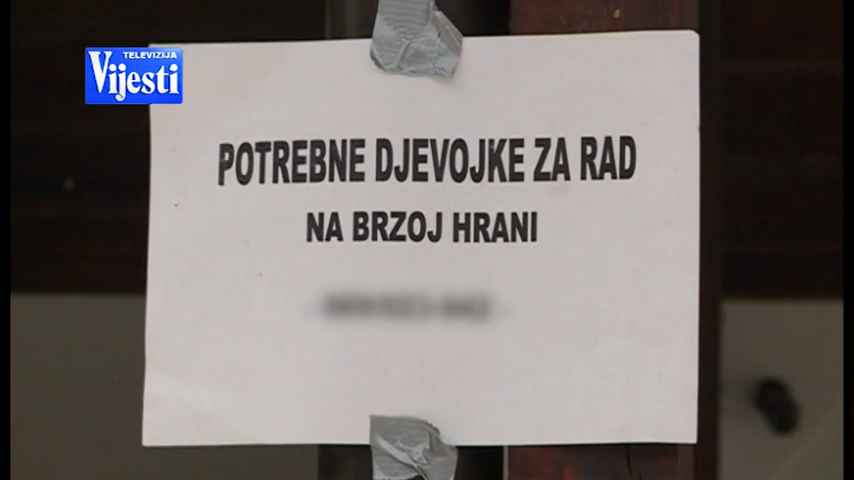 TELEVIZIJA
Vijesti
POTREBNE DJEVOJKE ZA RAD
NA BRZOJ HRANI